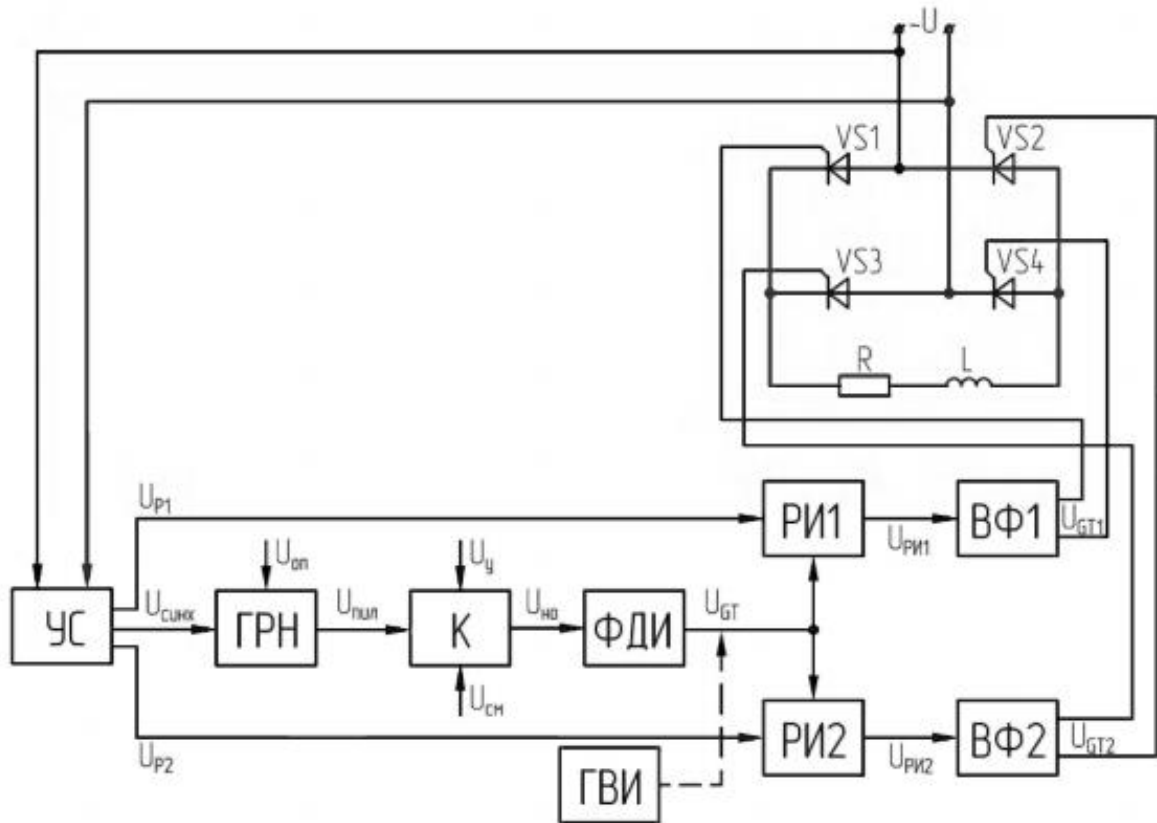 ~U
VS1
VS2
VS3
VS4
R
L
U_P1
РИ1
U_РИ1
ВФ1
U_GT1
U_оп
U_у
УС
U_синх
ГРН
U_пил
К
U_но
ФДИ
U_GT
U_см
U_P2
РИ2
U_РИ2
ВФ2
U_GT2
ГВИ